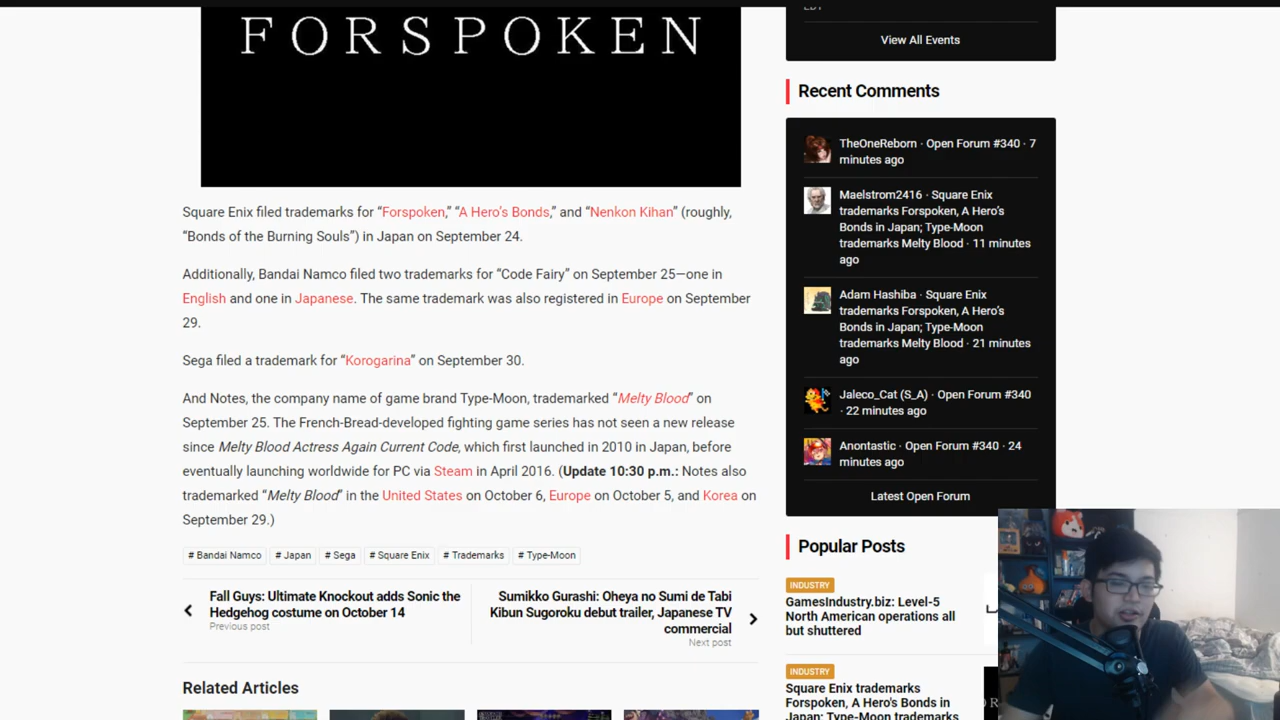 FORSPOKEN
Square Enix filed trademarks for “Forspoken,” “A Hero’s Bonds,” and “Nenkon Kihan” (roughly,
“Bonds of the Burning Souls”) in Japan on September 24.
Additionally, Bandai Namco filed two trademarks for “Code Fairy” on September 25—one in
English and one in Japanese. The same trademark was also registered in Europe on September
29.
Sega filed a trademark for “Korogarina” on September 30.
And Notes, the company name of game brand Type-Moon, trademarked “Melty Blood” on
September 25. The French-Bread-developed fighting game series has not seen a new release
since Melty Blood Actress Again Current Code, which first launched in 2010 in Japan, before
eventually launching worldwide for PC via Steam in April 2016. (Update 10:30 p.m.: Notes also
trademarked “Melty Blood” in the United States on October 6, Europe on October 5, and Korea on
September 29.)
# Bandai Namco # Japan # Sega # Square Enix # Trademarks # Type-Moon
Fall Guys: Ultimate Knockout adds Sonic the
Hedgehog costume on October 14
Previous post
Sumikko Gurashi: Oheya no Sumi de Tabi
Kibun Sugoroku debut trailer, Japanese TV
commercial
Next post
Related Articles
EDT
View All Events
Recent Comments
TheOneReborn · Open Forum #340 · 7
minutes ago
Maelstrom2416 · Square Enix
trademarks Forspoken, A Hero’s
Bonds in Japan; Type-Moon
trademarks Melty Blood · 11 minutes
ago
Adam Hashiba · Square Enix
trademarks Forspoken, A Hero’s
Bonds in Japan; Type-Moon
trademarks Melty Blood · 21 minutes
ago
Jaleco_Cat (S_A) · Open Forum #340
· 22 minutes ago
Anontastic · Open Forum #340 · 24
minutes ago
Latest Open Forum
Popular Posts
INDUSTRY
GamesIndustry.biz: Level-5
North American operations all
but shuttered
INDUSTRY
Square Enix trademarks
Forspoken, A Hero's Bonds in
Japan; Type-Moon trademarks